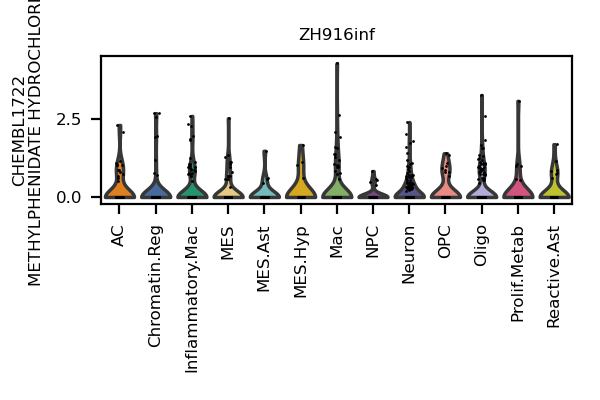 ZH916inf
CHEMBL1722
METHYLPHENIDATE HYDROCHLORI
2.5
0.0
AC
Chromatin.Reg
Inflammatory.Mac
MES
MES.Ast
MES.Hyp
Mac
NPC
Neuron
OPC
Oligo
Prolif.Metab
Reactive.Ast